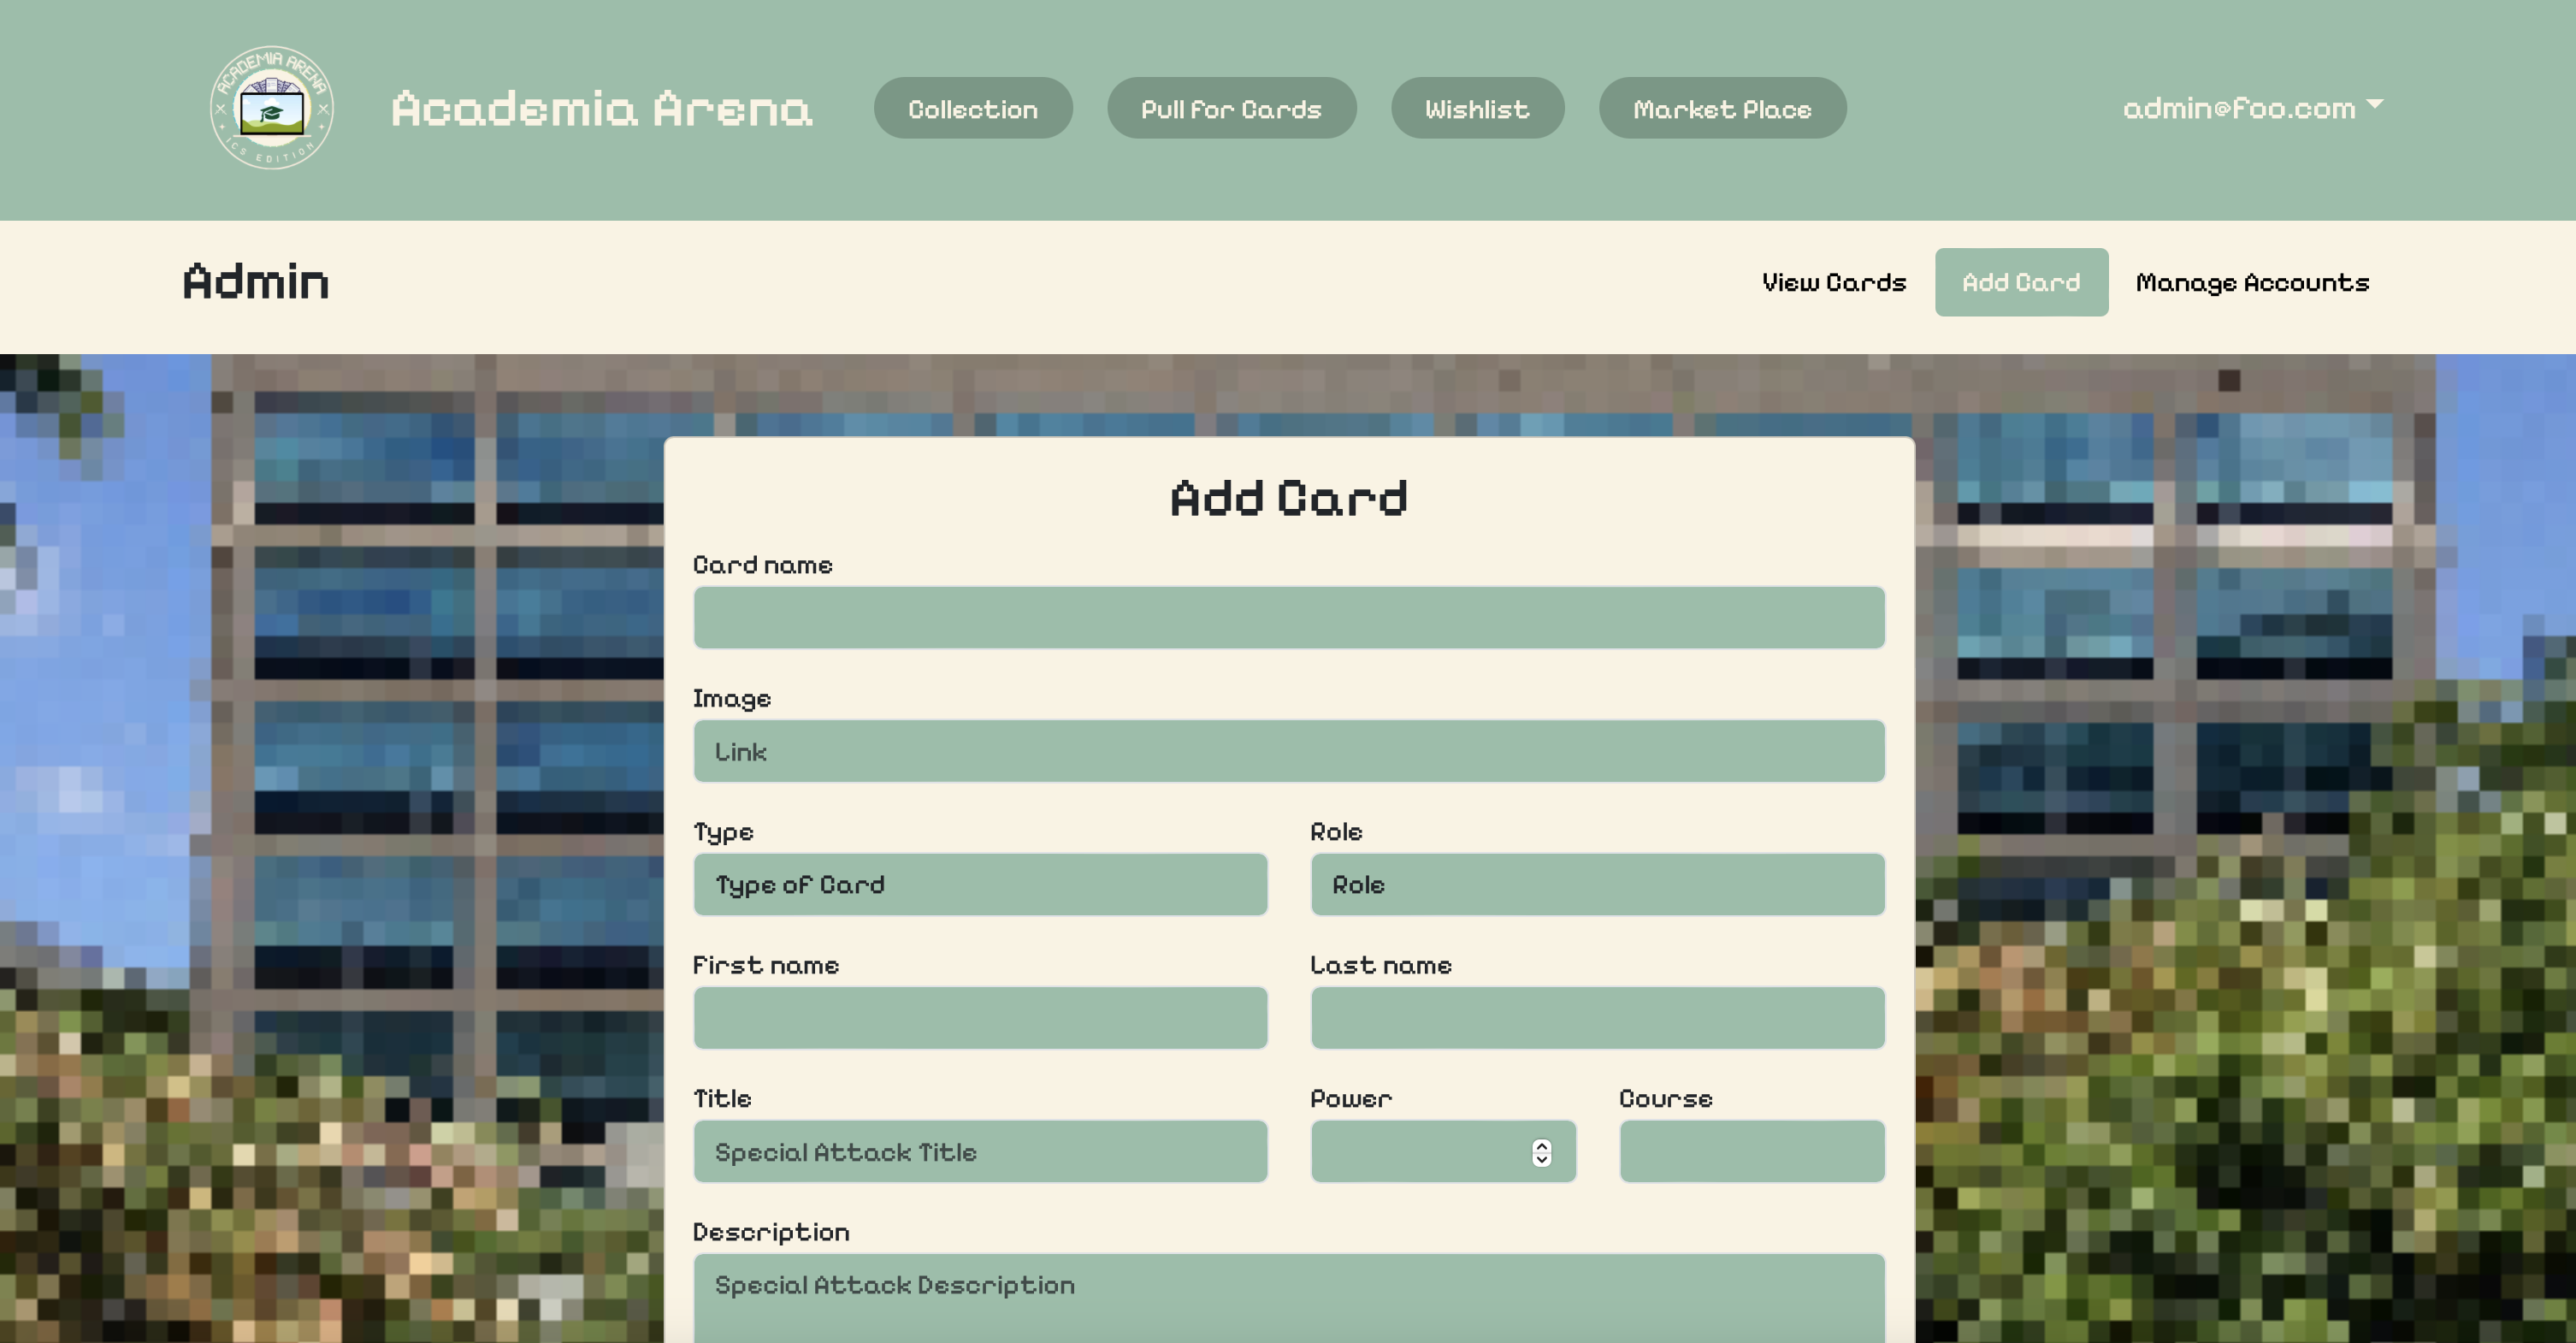 ACADEMIA ARENA
ICS EDITION
Academia Arena
Collection
Pull for Cards
Wishlist
Market Place
admin@foo.com
Admin
View Cards
Add Card
Manage Accounts
Add Card
Card name
Image
Link
Type
Role
Type of Card
Role
First name
Last name
Title
Power
Course
Special Attack Title
Description
Special Attack Description